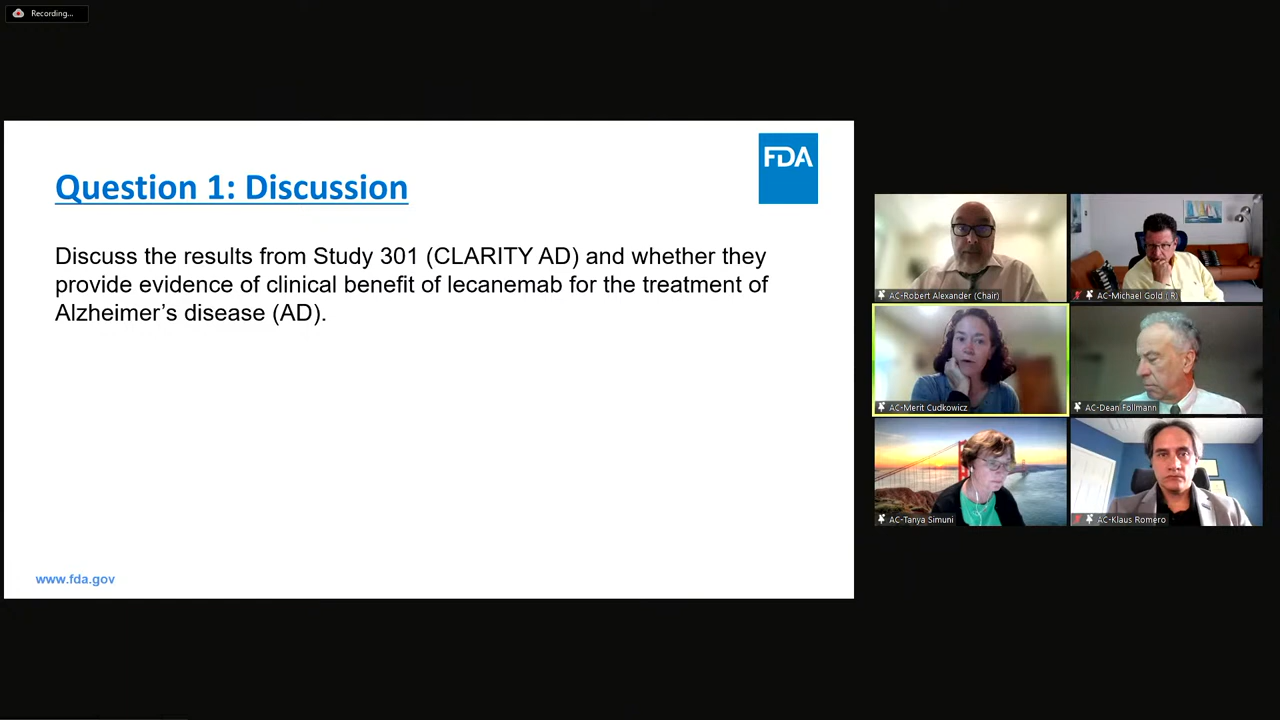 Recording...
FDA
Question 1: Discussion
Discuss the results from Study 301 (CLARITY AD) and whether they
provide evidence of clinical benefit of lecanemab for the treatment of
Alzheimer's disease (AD).
www.fda.gov
AC-Robert Alexander (Chair)
AC-Michael Gold (IR)
AC-Merit Cudkowicz
AC-Dean Follmann
AC-Tanya Simuni
AC-Klaus Romero